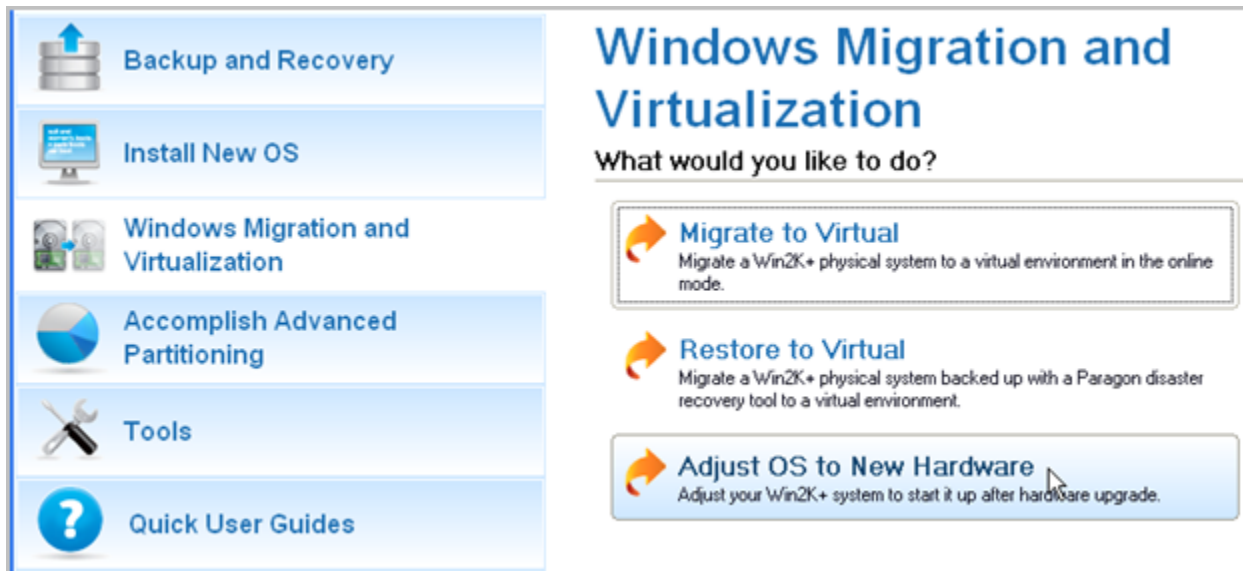 Backup and Recovery
Install New OS
Windows Migration and
Virtualization
Accomplish Advanced
Partitioning
Tools
Quick User Guides
Windows Migration and
Virtualization
What would you like to do?
Migrate to Virtual
Migrate a Win2K+ physical system to a virtual environment in the online
mode.
Restore to Virtual
Migrate a Win2K+ physical system backed up with a Paragon disaster
recovery tool to a virtual environment.
Adjust OS to New Hardware
Adjust your Win2K+ system to start it up after hardware upgrade.